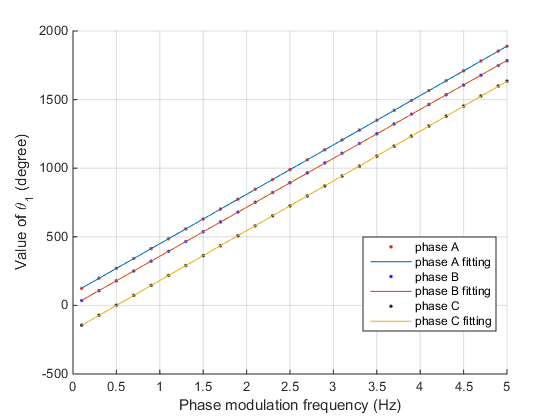 2000
1500
1000
500
0
-500
0 0.5 1 1.5 2 2.5 3 3.5 4 4.5 5
Value of θ1 (degree)
Phase modulation frequency (Hz)
phase A
phase A fitting
phase B
phase B fitting
phase C
phase C fitting